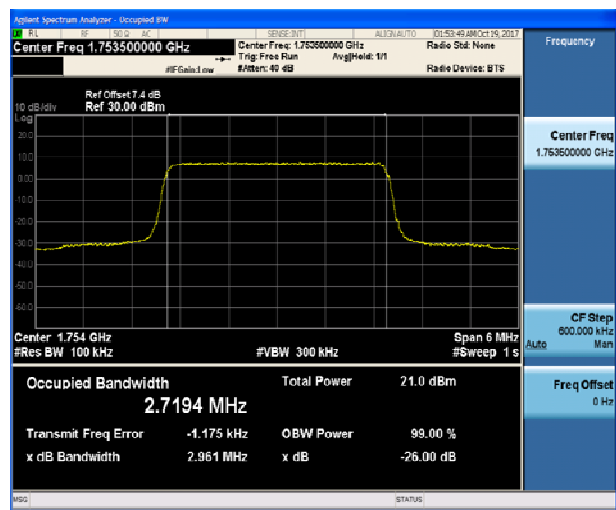 Agilent Spectrum Analyzer - Occupied BW
RL RF 50 Ω AC SENSE:INT ALIGN AUTO 01:53:49 AM Oct 19, 2017
Center Freq 1.753500000 GHz
Center Freq: 1.753500000 GHz
Radio Std: None
Trig: Free Run Avg|Hold: 1/1
#IFGain:Low #Atten: 40 dB
Radio Device: BTS
Frequency
Ref Offset 7.4 dB
10 dB/div Ref 30.00 dBm
Log
20.0
10.0
0.00
-10.0
-20.0
-30.0
-40.0
-50.0
-60.0
Center Freq
1.753500000 GHz
Center 1.754 GHz Span 6 MHz
#Res BW 100 kHz #VBW 300 kHz #Sweep 1 s
CF Step
600.000 kHz
Auto Man
Occupied Bandwidth Total Power 21.0 dBm
2.7194 MHz
Transmit Freq Error -1.175 kHz OBW Power 99.00 %
x dB Bandwidth 2.961 MHz x dB -26.00 dB
Freq Offset
0 Hz
MSG STATUS